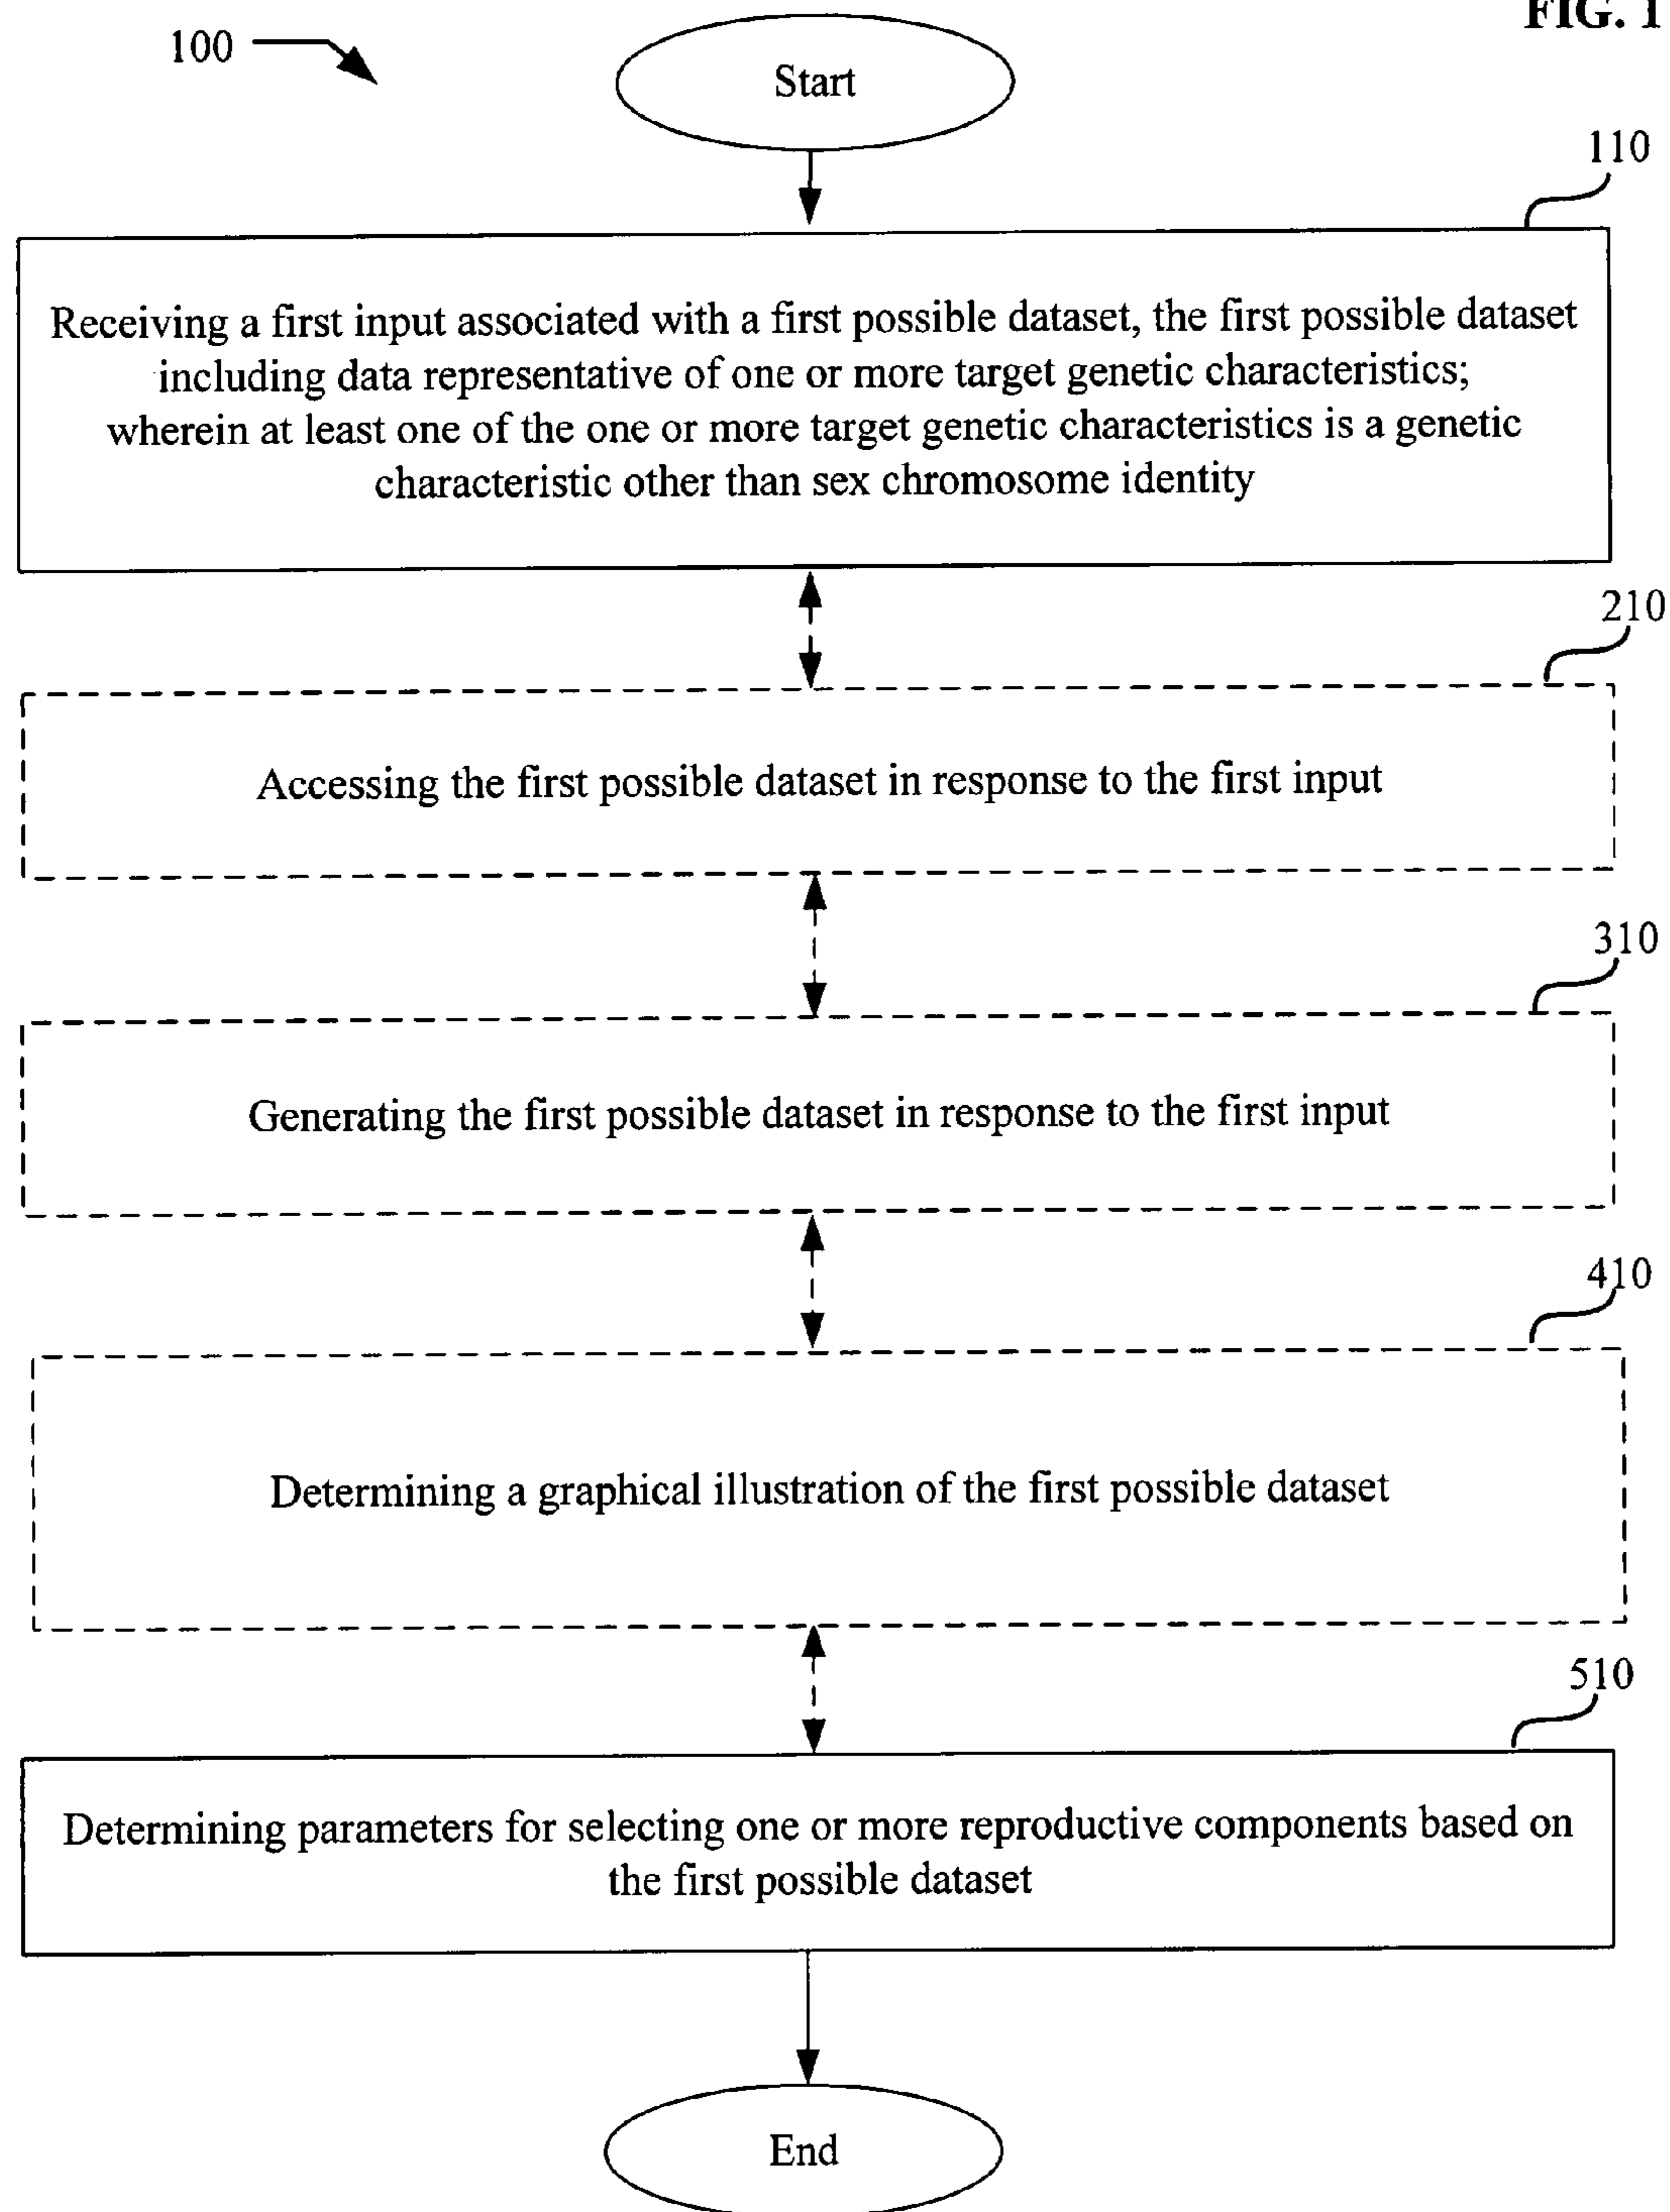 FIG. 1
100
Start
110
Receiving a first input associated with a first possible dataset, the first possible dataset
including data representative of one or more target genetic characteristics;
wherein at least one of the one or more target genetic characteristics is a genetic
characteristic other than sex chromosome identity
210
Accessing the first possible dataset in response to the first input
310
Generating the first possible dataset in response to the first input
410
Determining a graphical illustration of the first possible dataset
510
Determining parameters for selecting one or more reproductive components based on
the first possible dataset
End